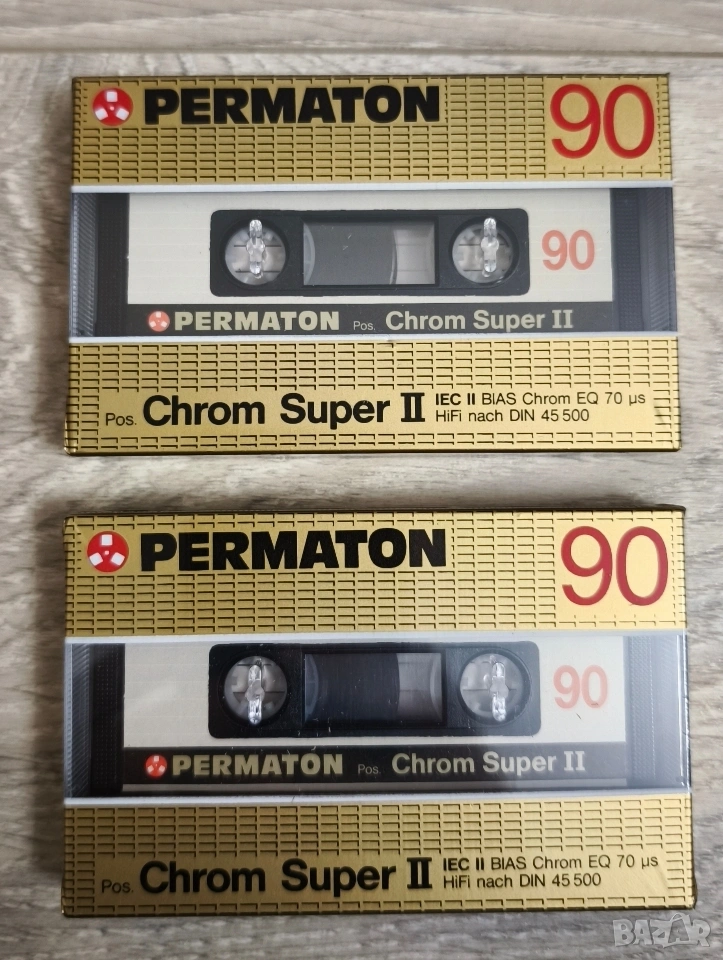 PERMATON 90
90
PERMATON Pos. Chrom Super II
Pos. Chrom Super II IEC II BIAS Chrom EQ 70 µs
HiFi nach DIN 45 500
PERMATON 90
90
PERMATON Pos. Chrom Super II
Pos. Chrom Super II IEC II BIAS Chrom EQ 70 µs
HiFi nach DIN 45 500
BAZAR